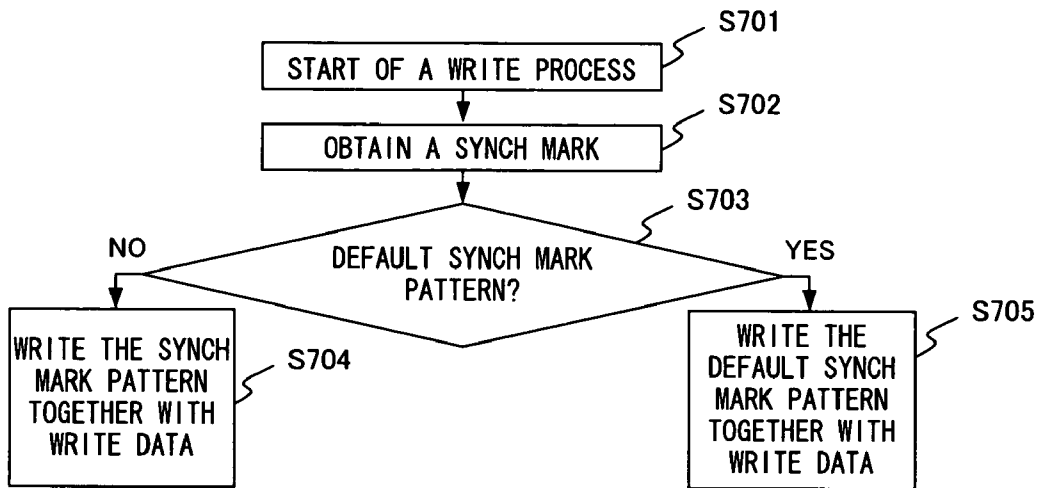 S701
START OF A WRITE PROCESS
S702
OBTAIN A SYNCH MARK
S703
DEFAULT SYNCH MARK
PATTERN?
NO
YES
S704
WRITE THE SYNCH
MARK PATTERN
TOGETHER WITH
WRITE DATA
S705
WRITE THE
DEFAULT SYNCH
MARK PATTERN
TOGETHER WITH
WRITE DATA